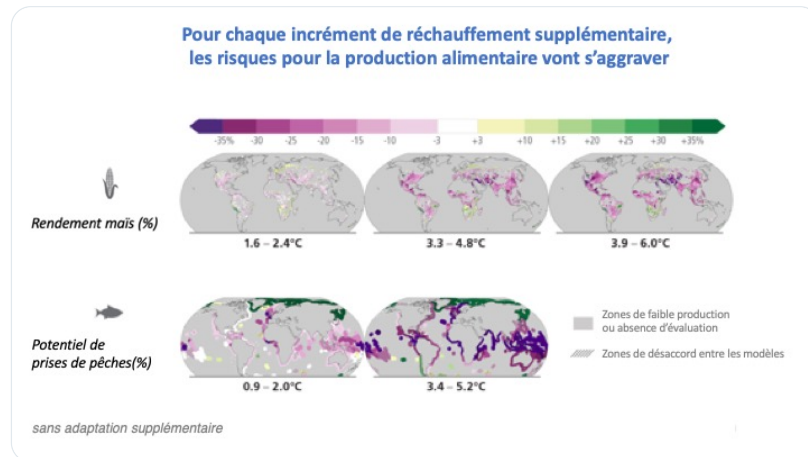 Pour chaque incrément de réchauffement supplémentaire,
les risques pour la production alimentaire vont s'aggraver
-35% -30 -25 -20 -15 -10 -3 +3 +10 +15 +20 +25 +30 +35%
Rendement maïs (%)
1.6 – 2.4°C 3.3 – 4.8°C 3.9 – 6.0°C
Potentiel de
prises de pêches(%)
0.9 – 2.0°C 3.4 – 5.2°C
Zones de faible production
ou absence d'évaluation
Zones de désaccord entre les modèles
sans adaptation supplémentaire